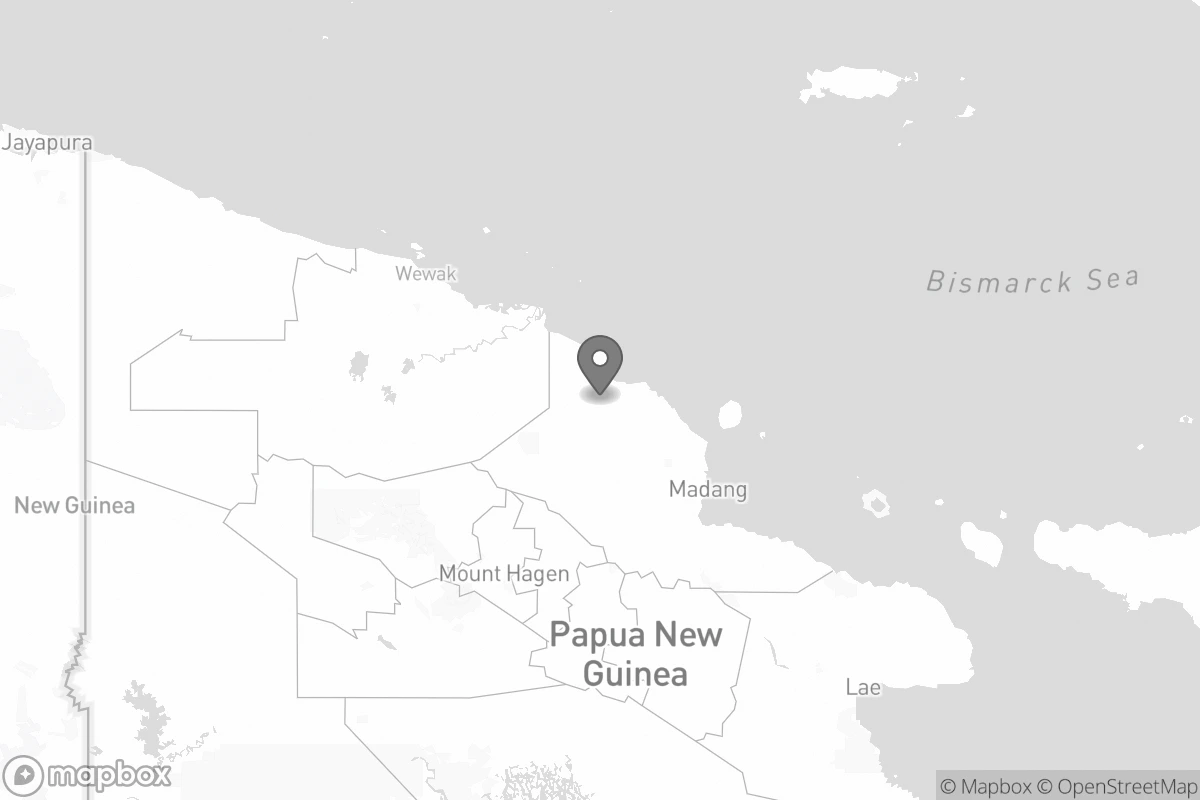 Jayapura
Wewak
Bismarck Sea
Madang
New Guinea
Mount Hagen
Papua New
Guinea
Lae
mapbox
© Mapbox © OpenStreetMap